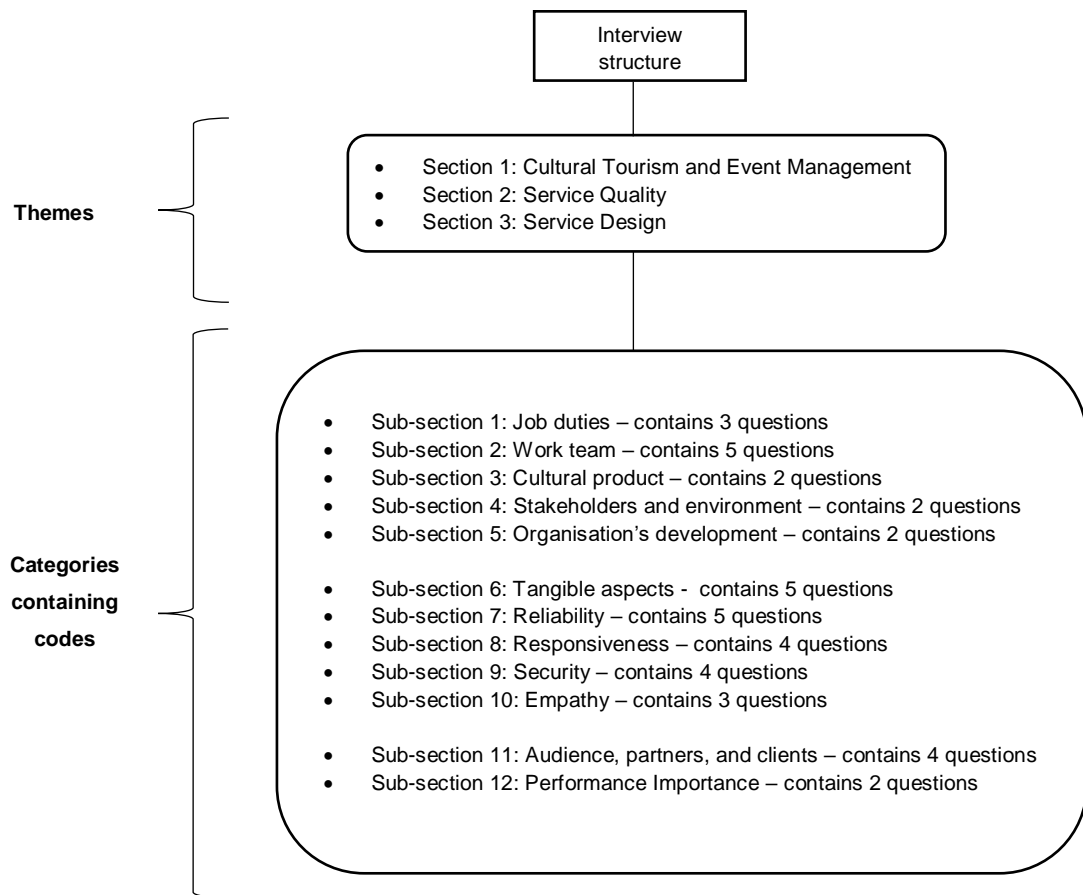 Interview
structure
Themes
• Section 1: Cultural Tourism and Event Management
• Section 2: Service Quality
• Section 3: Service Design
Categories
containing
codes
• Sub-section 1: Job duties – contains 3 questions
• Sub-section 2: Work team – contains 5 questions
• Sub-section 3: Cultural product – contains 2 questions
• Sub-section 4: Stakeholders and environment – contains 2 questions
• Sub-section 5: Organisation’s development – contains 2 questions
• Sub-section 6: Tangible aspects - contains 5 questions
• Sub-section 7: Reliability – contains 5 questions
• Sub-section 8: Responsiveness – contains 4 questions
• Sub-section 9: Security – contains 4 questions
• Sub-section 10: Empathy – contains 3 questions
• Sub-section 11: Audience, partners, and clients – contains 4 questions
• Sub-section 12: Performance Importance – contains 2 questions